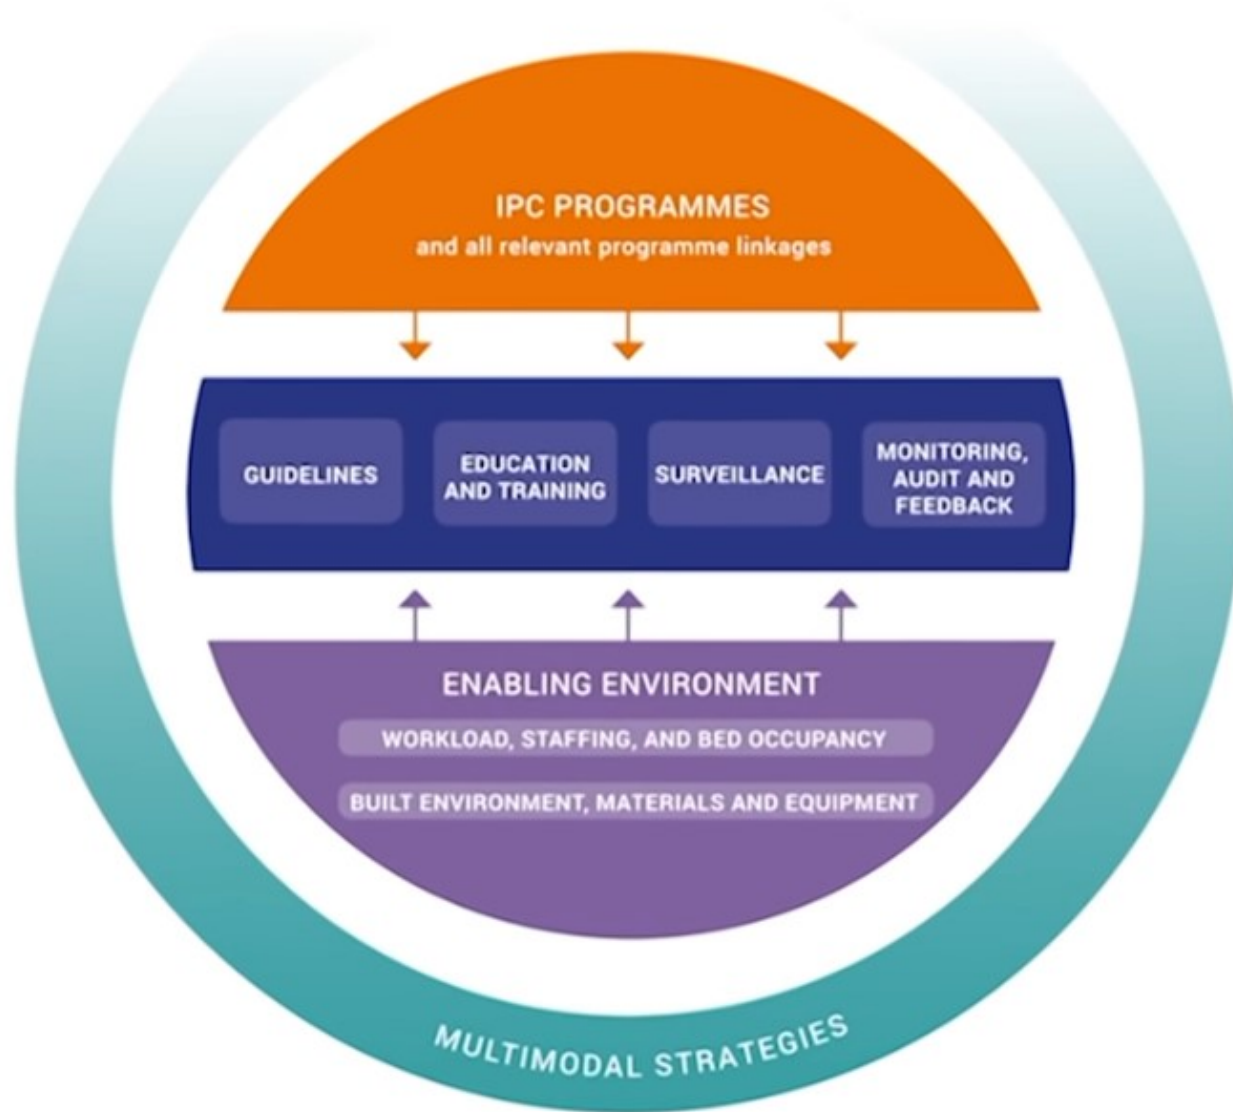 IPC PROGRAMMES
and all relevant programme linkages
GUIDELINES
EDUCATION
AND TRAINING
SURVEILLANCE
MONITORING,
AUDIT AND
FEEDBACK
ENABLING ENVIRONMENT
WORKLOAD, STAFFING, AND BED OCCUPANCY
BUILT ENVIRONMENT, MATERIALS AND EQUIPMENT
MULTIMODAL STRATEGIES